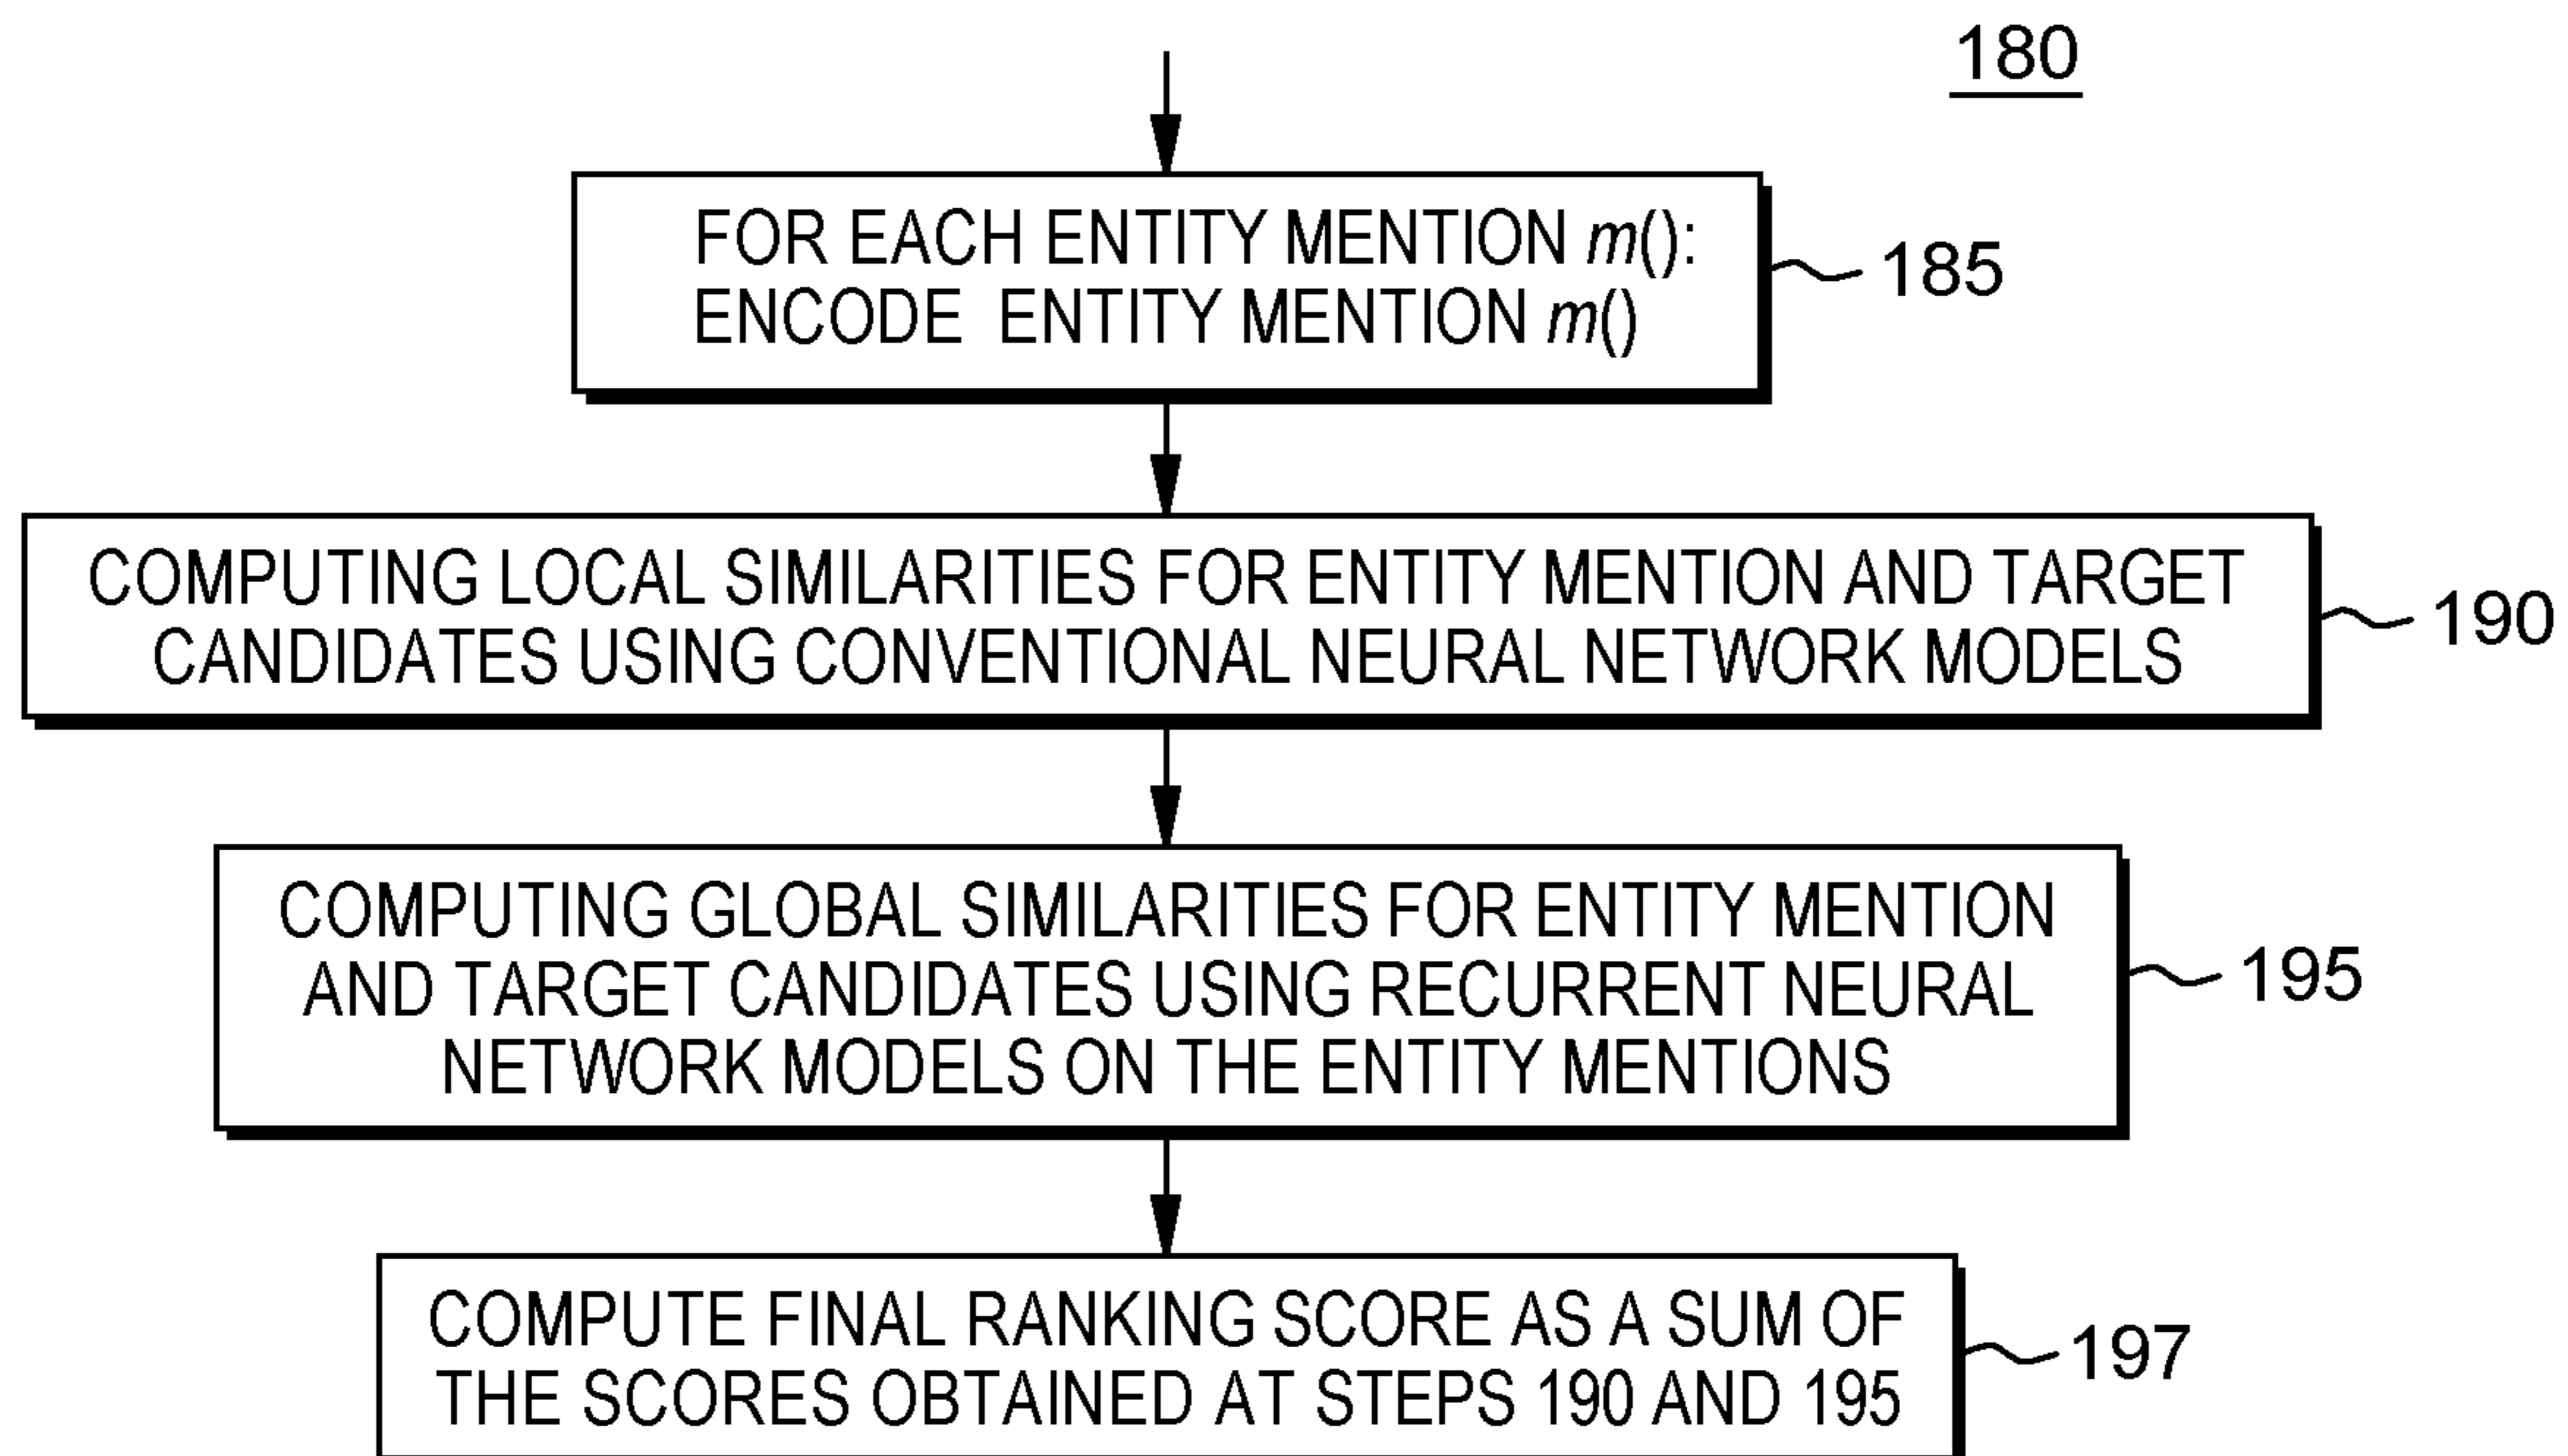 180
FOR EACH ENTITY MENTION m():
ENCODE ENTITY MENTION m()
185
COMPUTING LOCAL SIMILARITIES FOR ENTITY MENTION AND TARGET
CANDIDATES USING CONVENTIONAL NEURAL NETWORK MODELS
190
COMPUTING GLOBAL SIMILARITIES FOR ENTITY MENTION
AND TARGET CANDIDATES USING RECURRENT NEURAL
NETWORK MODELS ON THE ENTITY MENTIONS
195
COMPUTE FINAL RANKING SCORE AS A SUM OF
THE SCORES OBTAINED AT STEPS 190 AND 195
197